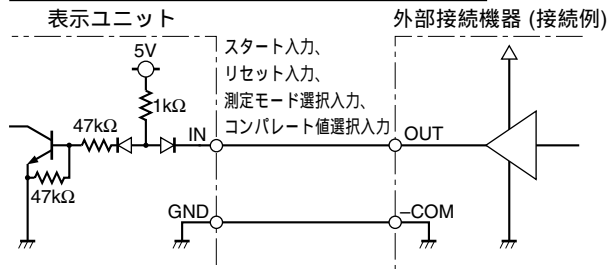 表示ユニット
外部接続機器 (接続例)
5V
スタート入力、
リセット入力、
測定モード選択入力、
コンパレート値選択入力
1kΩ
47kΩ
IN
OUT
47kΩ
GND
−COM